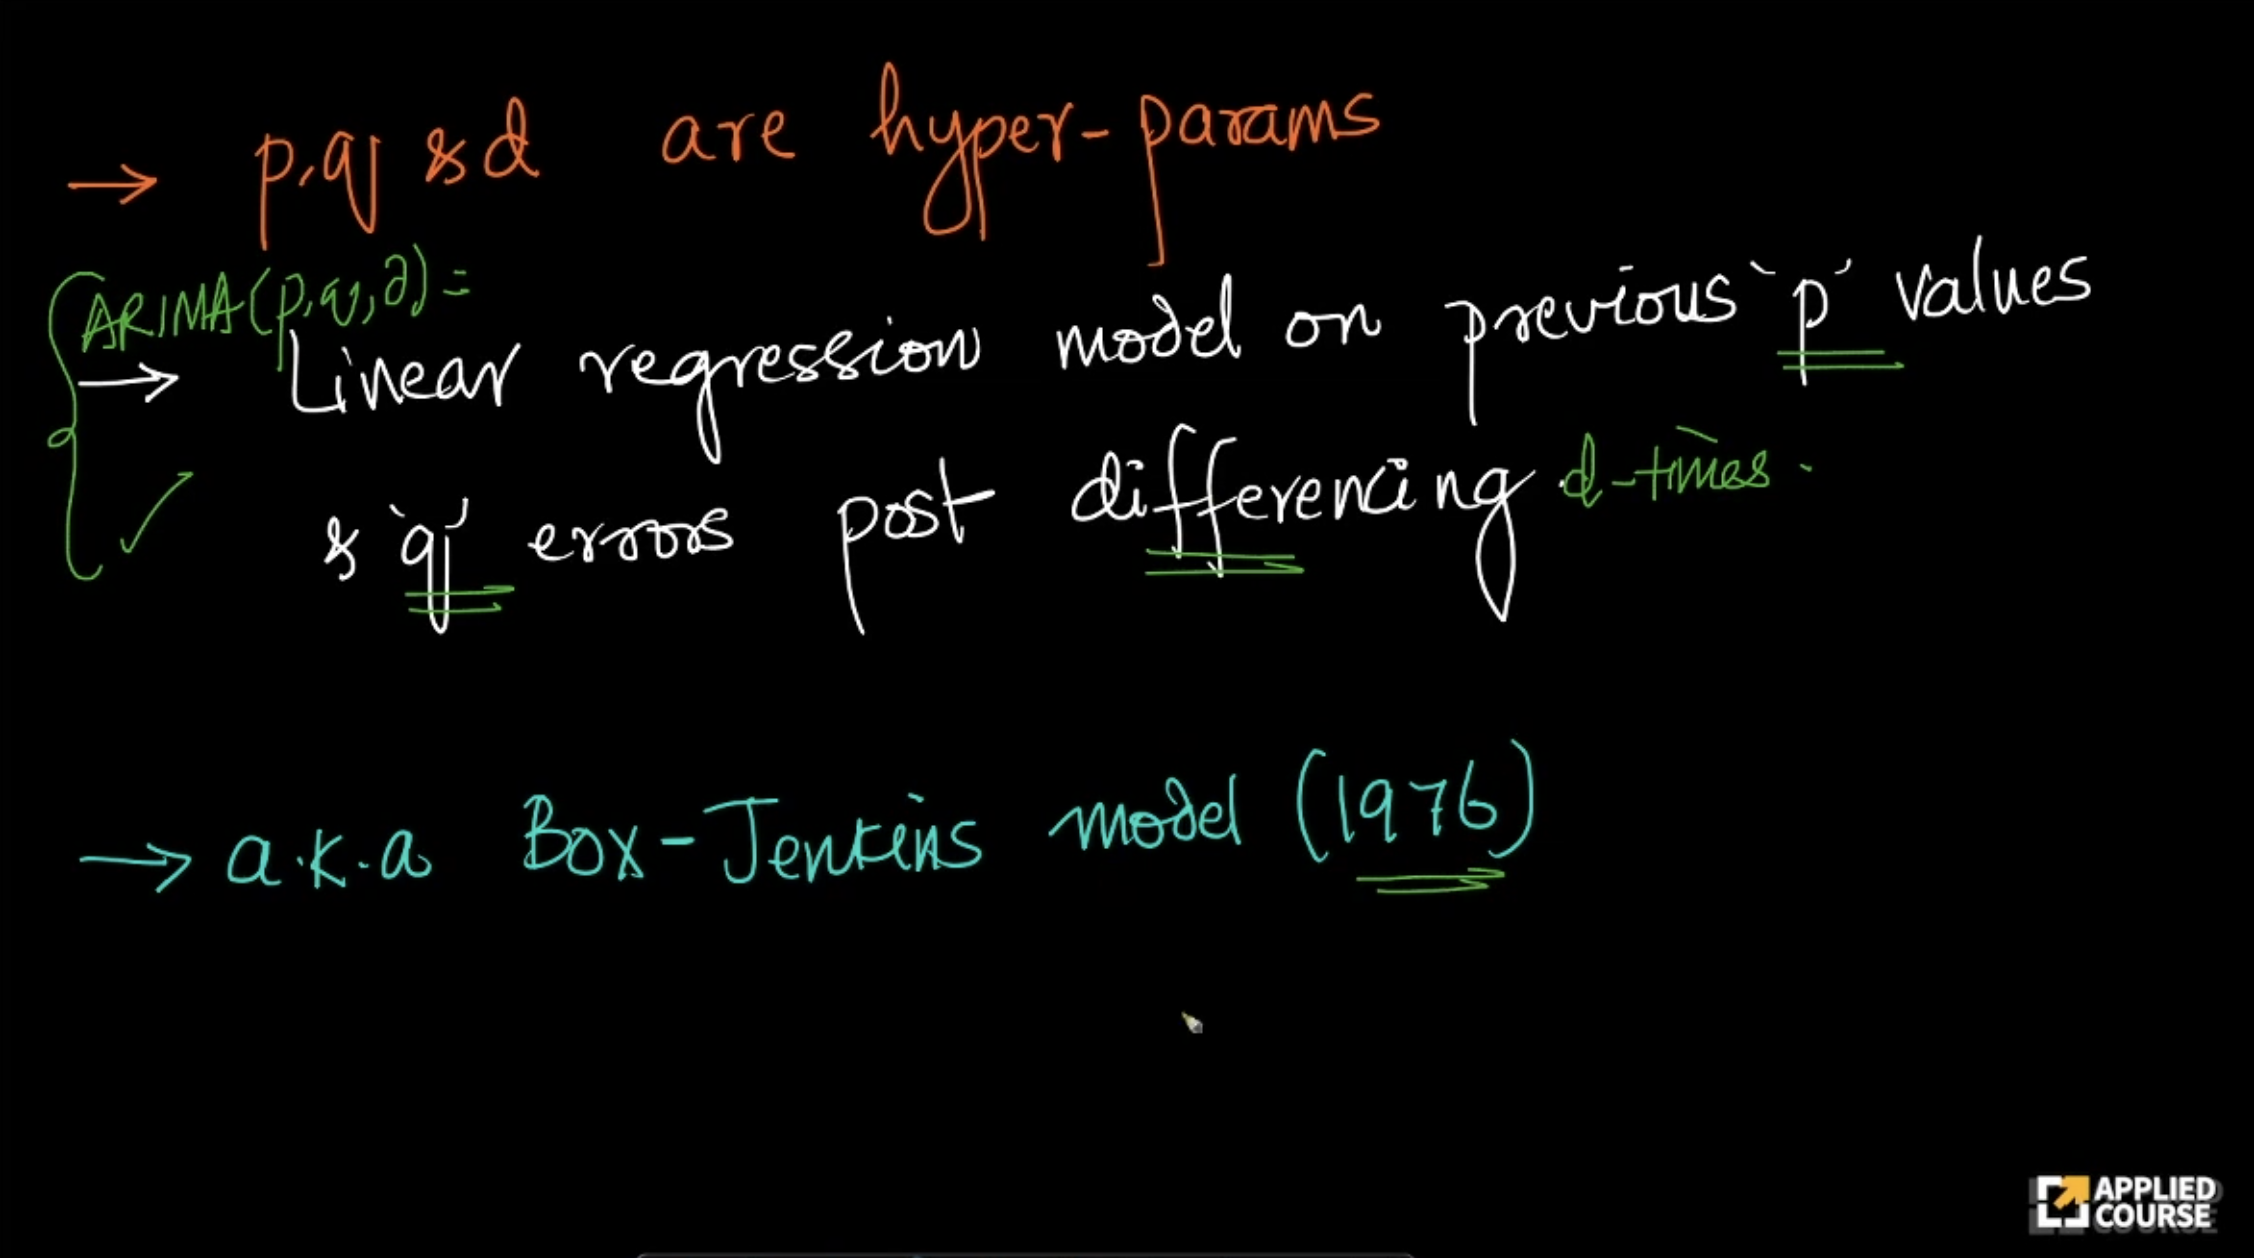 → p,q & d are hyper-params
ARIMA(p,q,d) =
→ Linear regression model on previous `p' values
& `q' errors post differencing d-times.
→ a.k.a Box-Jenkins model (1976)
APPLIED
COURSE